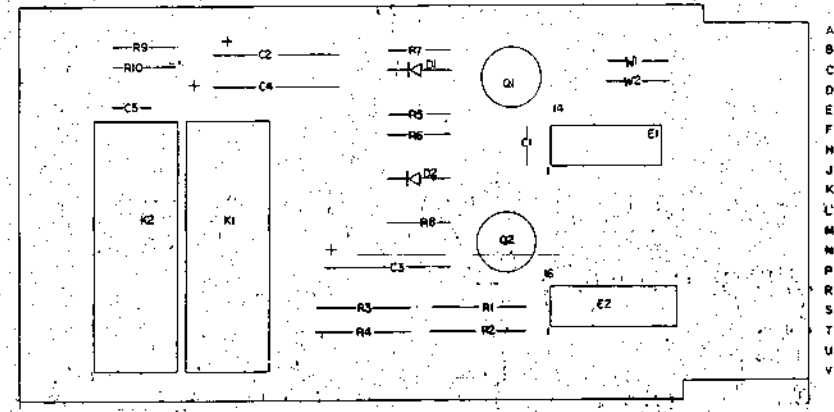 A
R9
+
C2
R7
B
R10
D1
W1
C
+
C4
Q1
W2
D
C5
R5
14
E
R6
C1
E1
F
H
1
J
D2
K
K2
K1
R8
L
M
Q2
+
N
C3
16
P
R
R3
R1
E2
S
R4
R2
1
T
U
V